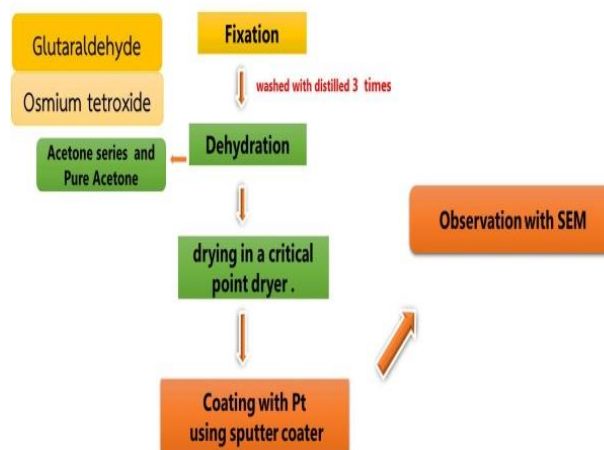 Glutaraldehyde
Osmium tetroxide
Fixation
washed with distilled 3 times
Acetone series and
Pure Acetone
Dehydration
drying in a critical
point dryer .
Coating with Pt
using sputter coater
Observation with SEM